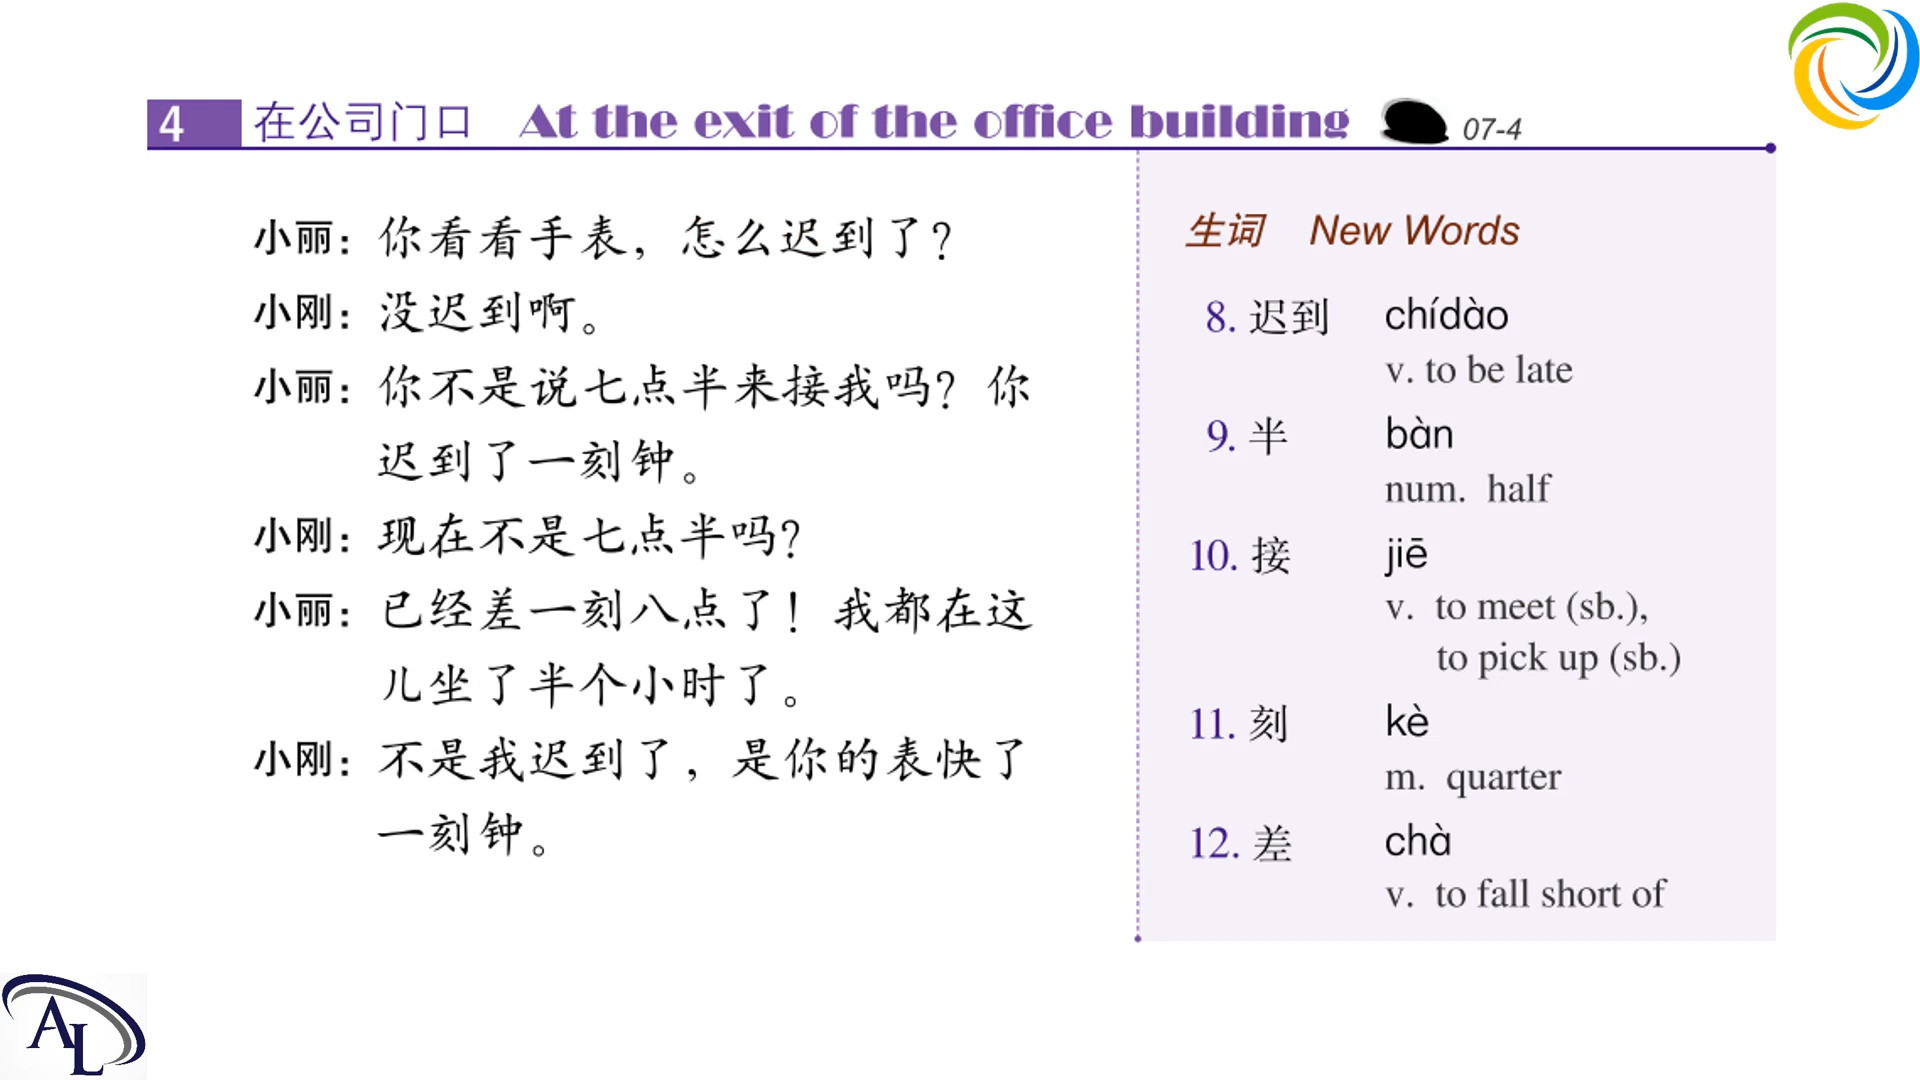 4 在公司门口 At the exit of the office building 07-4
小丽：你看看手表，怎么迟到了？
小刚：没迟到啊。
小丽：你不是说七点半来接我吗？你
迟到了一刻钟。
小刚：现在不是七点半吗？
小丽：已经差一刻八点了！我都在这
儿坐了半个小时了。
小刚：不是我迟到了，是你的表快了
一刻钟。
生词 New Words
8. 迟到 chídào
v. to be late
9. 半 bàn
num. half
10. 接 jiē
v. to meet (sb.),
to pick up (sb.)
11. 刻 kè
m. quarter
12. 差 chà
v. to fall short of
AL